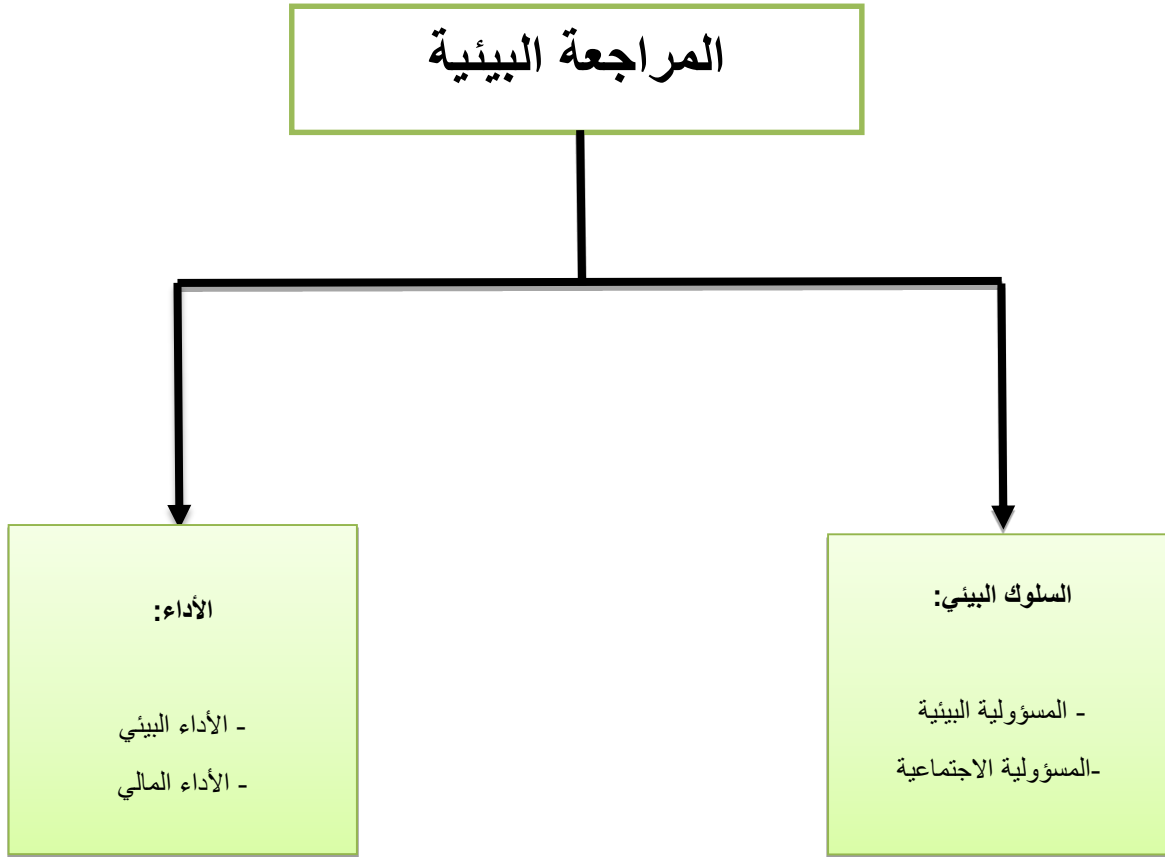 المراجعة البيئية
السلوك البيئي:
- المسؤولية البيئية
-المسؤولية الاجتماعية
الأداء:
- الأداء البيئي
- الأداء المالي